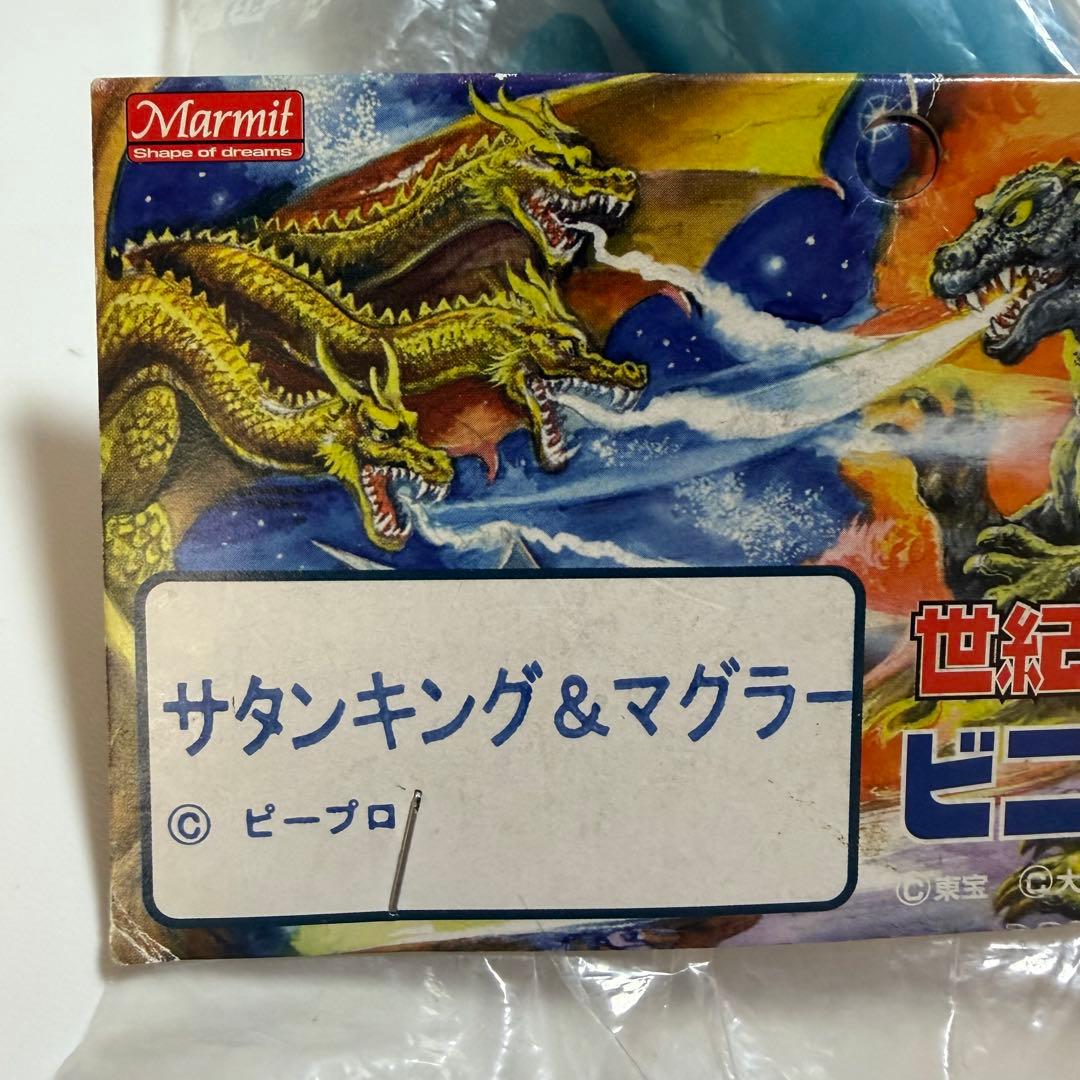 Marmit
Shape of dreams
世紀
ビニ
サタンキング&マグラー
© ピープロ
©東宝 ©大